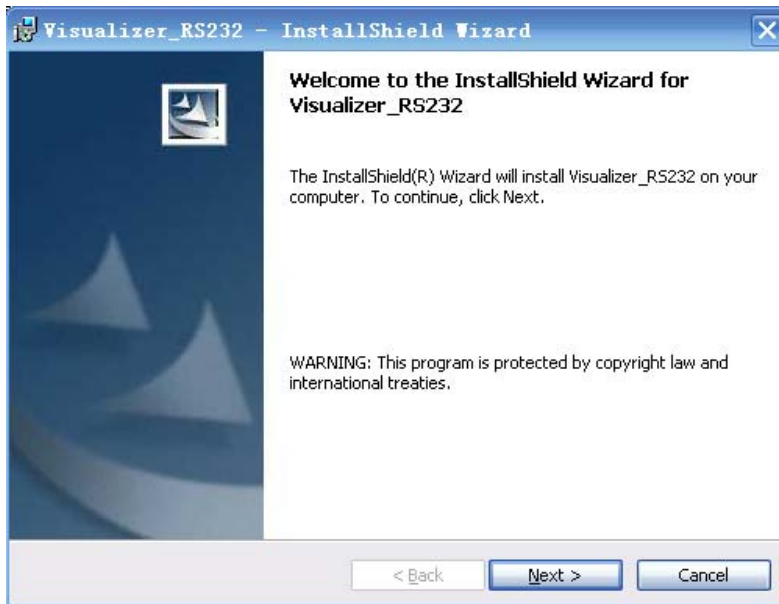 Visualizer_RS232 - InstallShield Wizard
Welcome to the InstallShield Wizard for
Visualizer_RS232
The InstallShield(R) Wizard will install Visualizer_RS232 on your
computer. To continue, click Next.
WARNING: This program is protected by copyright law and
international treaties.
< Back
Next >
Cancel